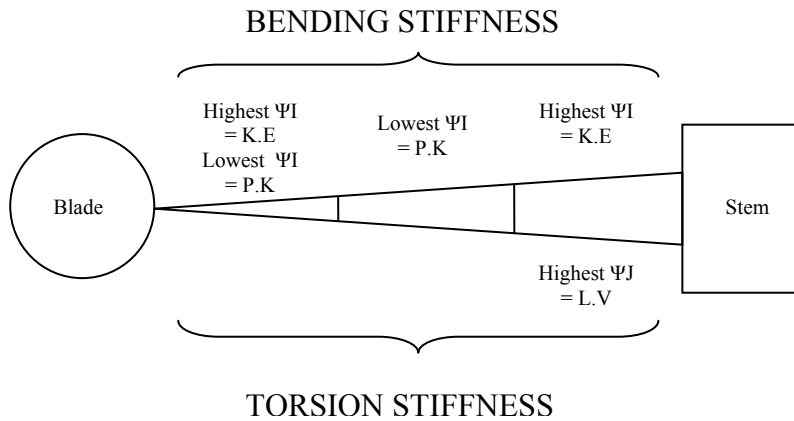 BENDING STIFFNESS
Highest ΨI
= K.E
Lowest ΨI
= P.K
Lowest ΨI
= P.K
Highest ΨI
= K.E
Blade
Stem
Highest ΨJ
= L.V
TORSION STIFFNESS